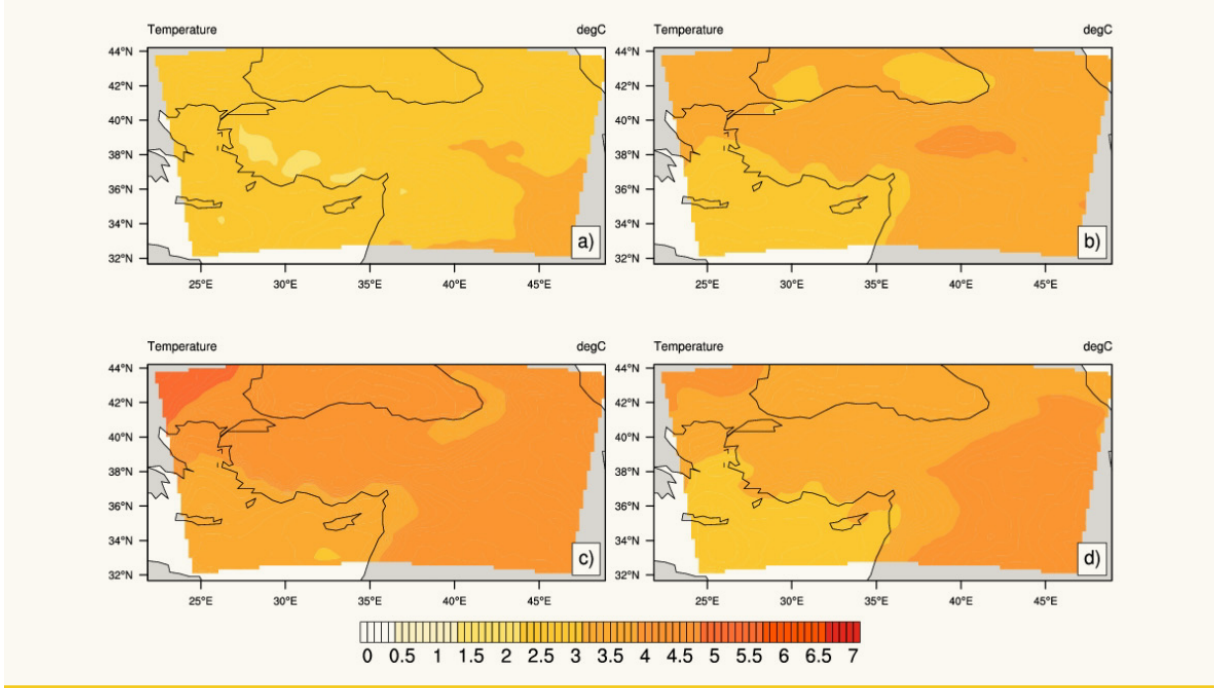 Temperature degC Temperature degC
44°N 44°N
42°N 42°N
40°N 40°N
38°N 38°N
36°N 36°N
34°N 34°N
32°N 32°N
a) b)
25°E 30°E 35°E 40°E 45°E 25°E 30°E 35°E 40°E 45°E
Temperature degC Temperature degC
44°N 44°N
42°N 42°N
40°N 40°N
38°N 38°N
36°N 36°N
34°N 34°N
32°N 32°N
c) d)
25°E 30°E 35°E 40°E 45°E 25°E 30°E 35°E 40°E 45°E
0 0.5 1 1.5 2 2.5 3 3.5 4 4.5 5 5.5 6 6.5 7